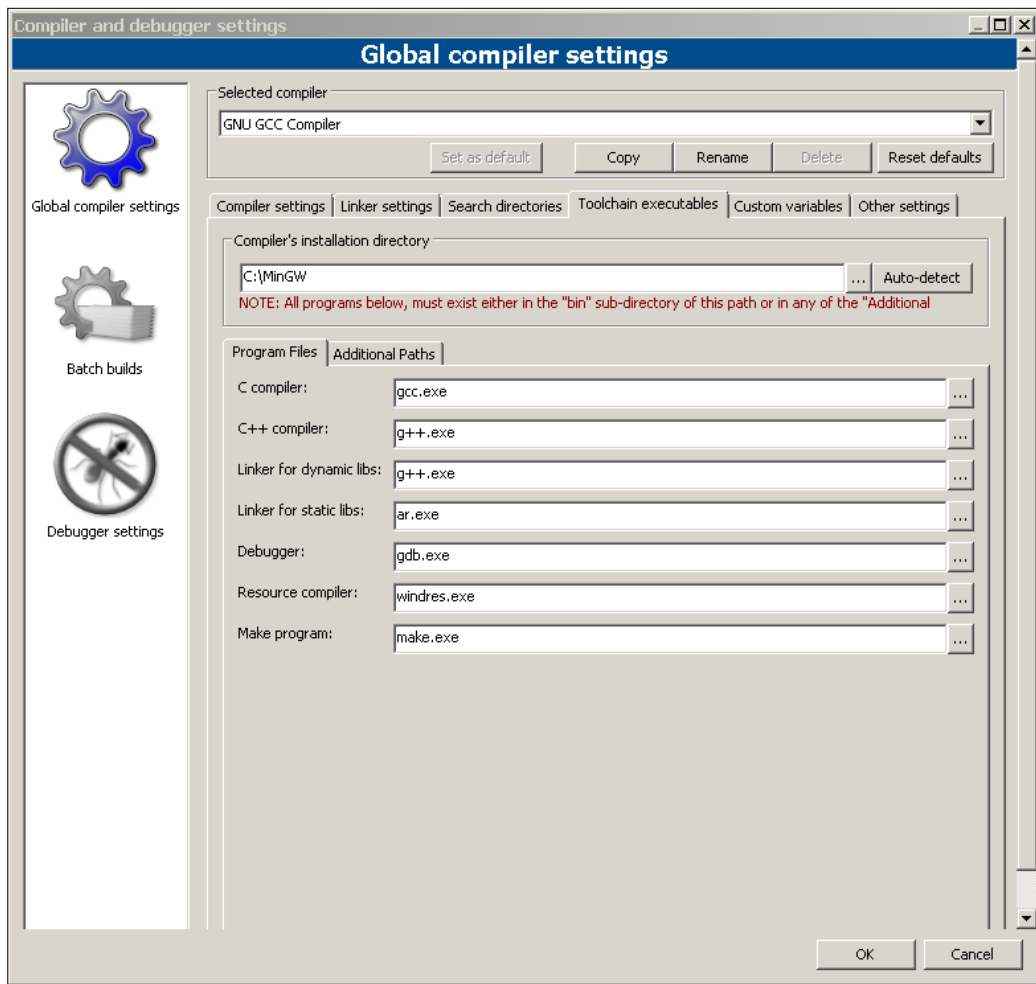 Compiler and debugger settings
Global compiler settings
Global compiler settings
Batch builds
Debugger settings
Selected compiler
GNU GCC Compiler
Set as default Copy Rename Delete Reset defaults
Compiler settings Linker settings Search directories Toolchain executables Custom variables Other settings
Compiler's installation directory
C:\MinGW ... Auto-detect
NOTE: All programs below, must exist either in the "bin" sub-directory of this path or in any of the "Additional
Program Files Additional Paths
C compiler: gcc.exe ...
C++ compiler: g++.exe ...
Linker for dynamic libs: g++.exe ...
Linker for static libs: ar.exe ...
Debugger: gdb.exe ...
Resource compiler: windres.exe ...
Make program: make.exe ...
OK Cancel